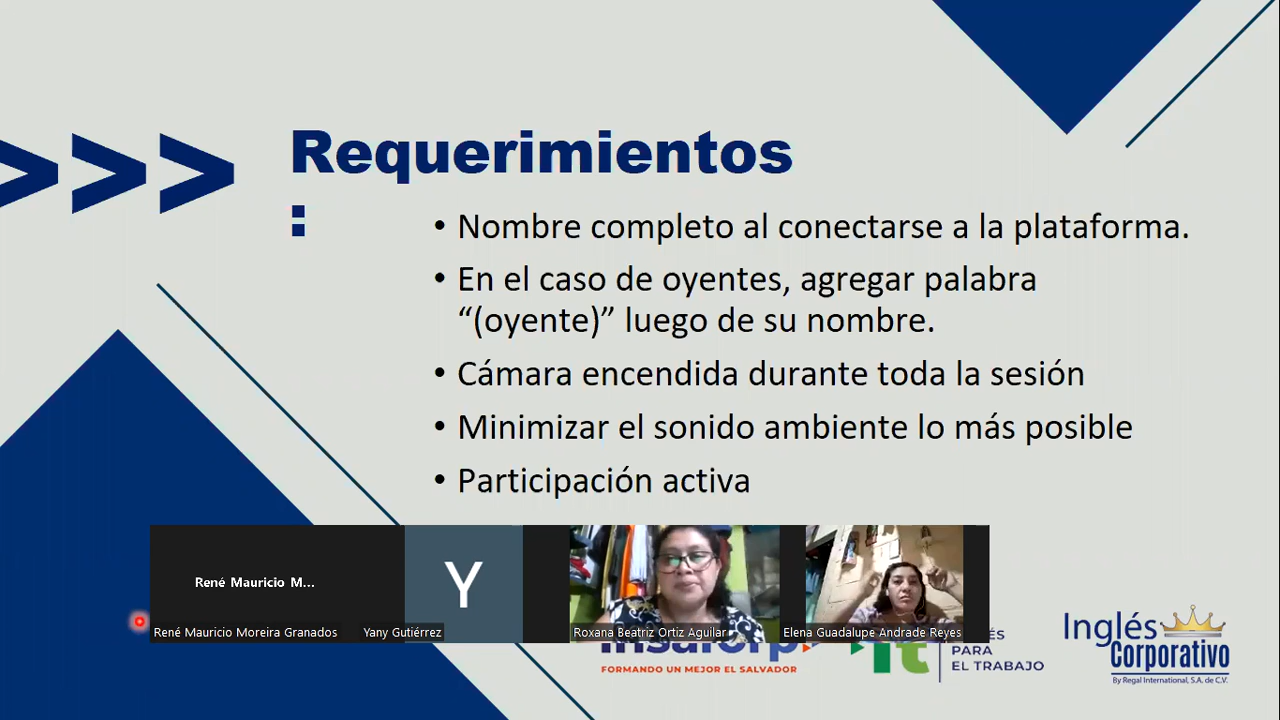 >>>
Requerimientos
:
• Nombre completo al conectarse a la plataforma.
• En el caso de oyentes, agregar palabra
“(oyente)” luego de su nombre.
• Cámara encendida durante toda la sesión
• Minimizar el sonido ambiente lo más posible
• Participación activa
René Mauricio M...
Y
René Mauricio Moreira Granados
Yany Gutiérrez
Roxana Beatriz Ortiz Aguilar
Elena Guadalupe Andrade Reyes
FORMANDO UN MEJOR EL SALVADOR
PARA
EL TRABAJO
Inglés
Corporativo
By Regal International, S.A. de C.V.